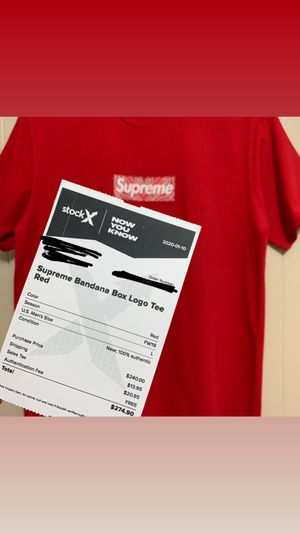 Supreme
stockX
NOW
YOU
KNOW
2020-01-10
Order Number:
Supreme Bandana Box Logo Tee
Red
Color Red
Season FW19
U.S. Men's Size L
Condition New: 100% authentic
Purchase Price $240.00
Shipping $13.95
Sales Tax $20.95
Authentication Fee FREE
Total $274.90